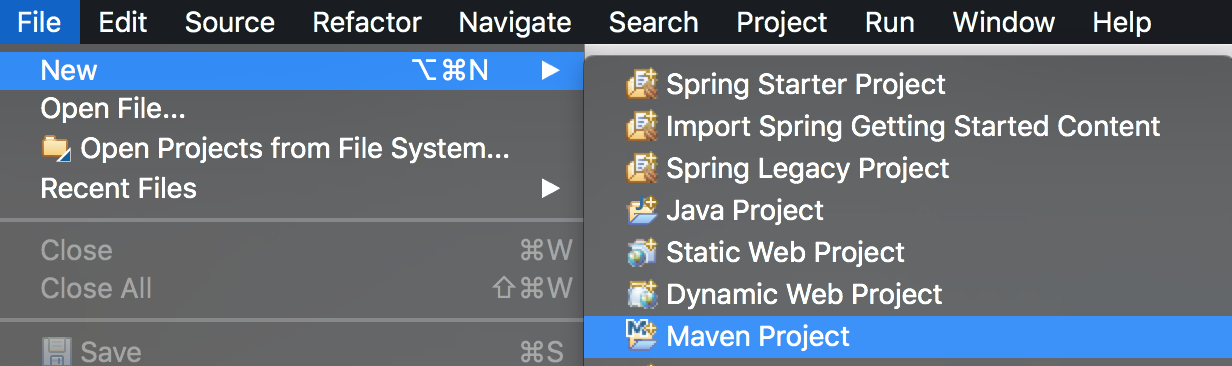 File Edit Source Refactor Navigate Search Project Run Window Help
New ⌥⌘N ▶
Open File...
Open Projects from File System...
Recent Files ▶
Close ⌘W
Close All ⇧⌘W
Save ⌘S
Spring Starter Project
Import Spring Getting Started Content
Spring Legacy Project
Java Project
Static Web Project
Dynamic Web Project
Maven Project